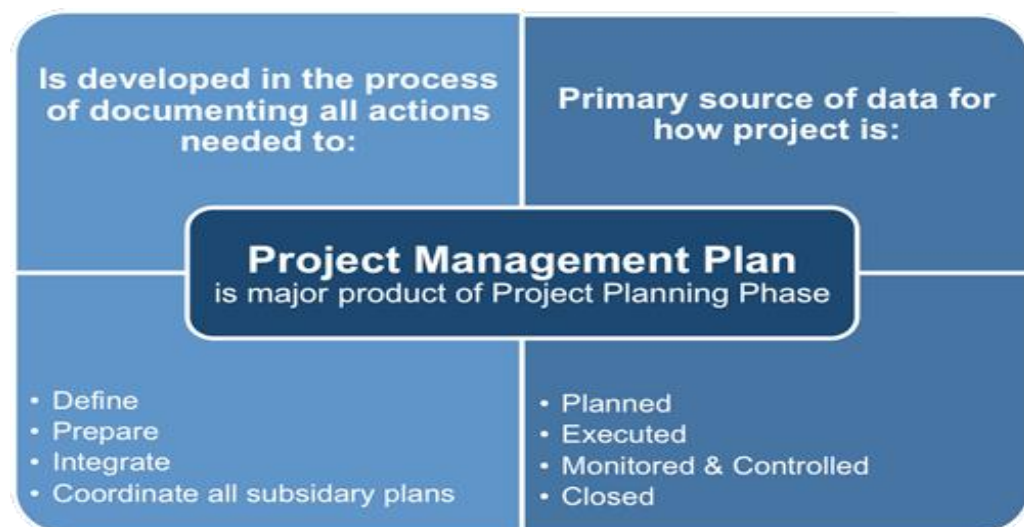 Is developed in the process
of documenting all actions
needed to:
Primary source of data for
how project is:
Project Management Plan
is major product of Project Planning Phase
• Define
• Prepare
• Integrate
• Coordinate all subsidary plans
• Planned
• Executed
• Monitored & Controlled
• Closed